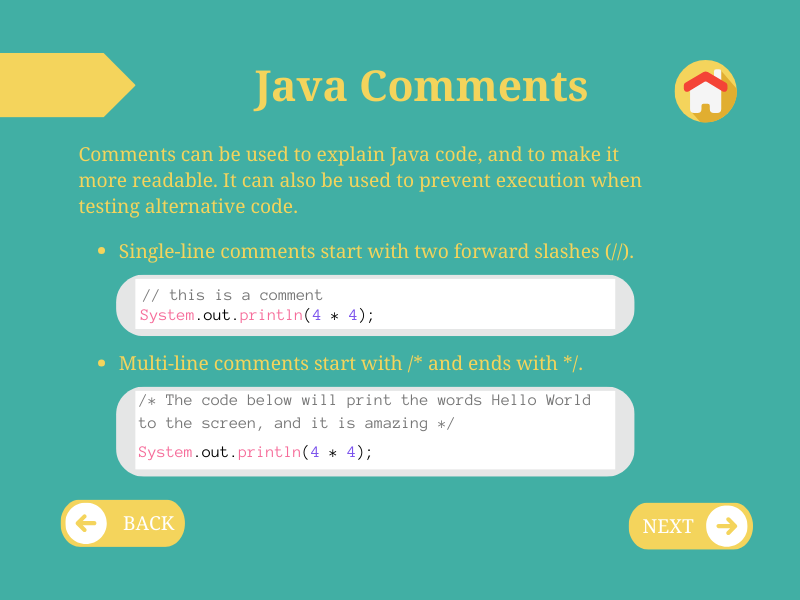 Java Comments
Comments can be used to explain Java code, and to make it
more readable. It can also be used to prevent execution when
testing alternative code.
• Single-line comments start with two forward slashes (//).
// this is a comment
System.out.println(4 * 4);
• Multi-line comments start with /* and ends with */.
/* The code below will print the words Hello World
to the screen, and it is amazing */
System.out.println(4 * 4);
BACK
NEXT